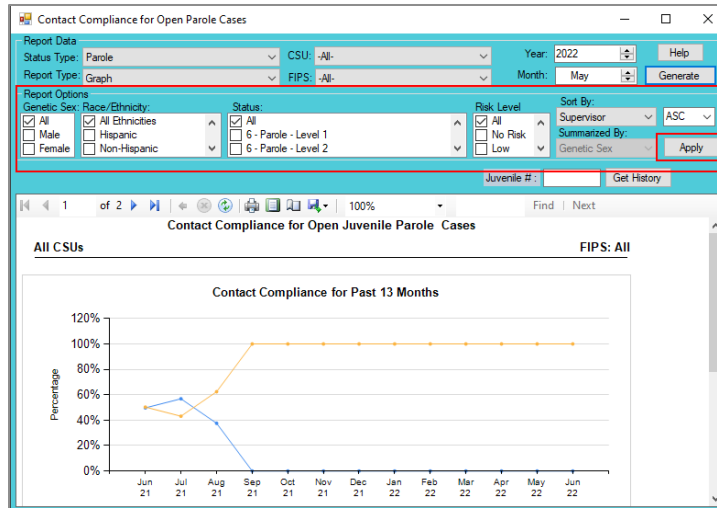 Contact Compliance for Open Parole Cases
Report Data
Status Type: Parole CSU: -All- Year: 2022 Help
Report Type: Graph FIPS: -All- Month: May Generate
Report Options
Genetic Sex: Race/Ethnicity: Status: Risk Level Sort By:
All All Ethnicities All All Supervisor ASC
Male Hispanic 6 - Parole - Level 1 No Risk Summarized By:
Female Non-Hispanic 6 - Parole - Level 2 Low Genetic Sex Apply
Juvenile # : Get History
1 of 2 100% Find | Next
Contact Compliance for Open Juvenile Parole Cases
All CSUs FIPS: All
Contact Compliance for Past 13 Months
120%
100%
80%
60%
40%
20%
0%
Percentage
Jun Jul Aug Sep Oct Nov Dec Jan Feb Mar Apr May Jun
21 21 21 21 21 21 21 22 22 22 22 22 22